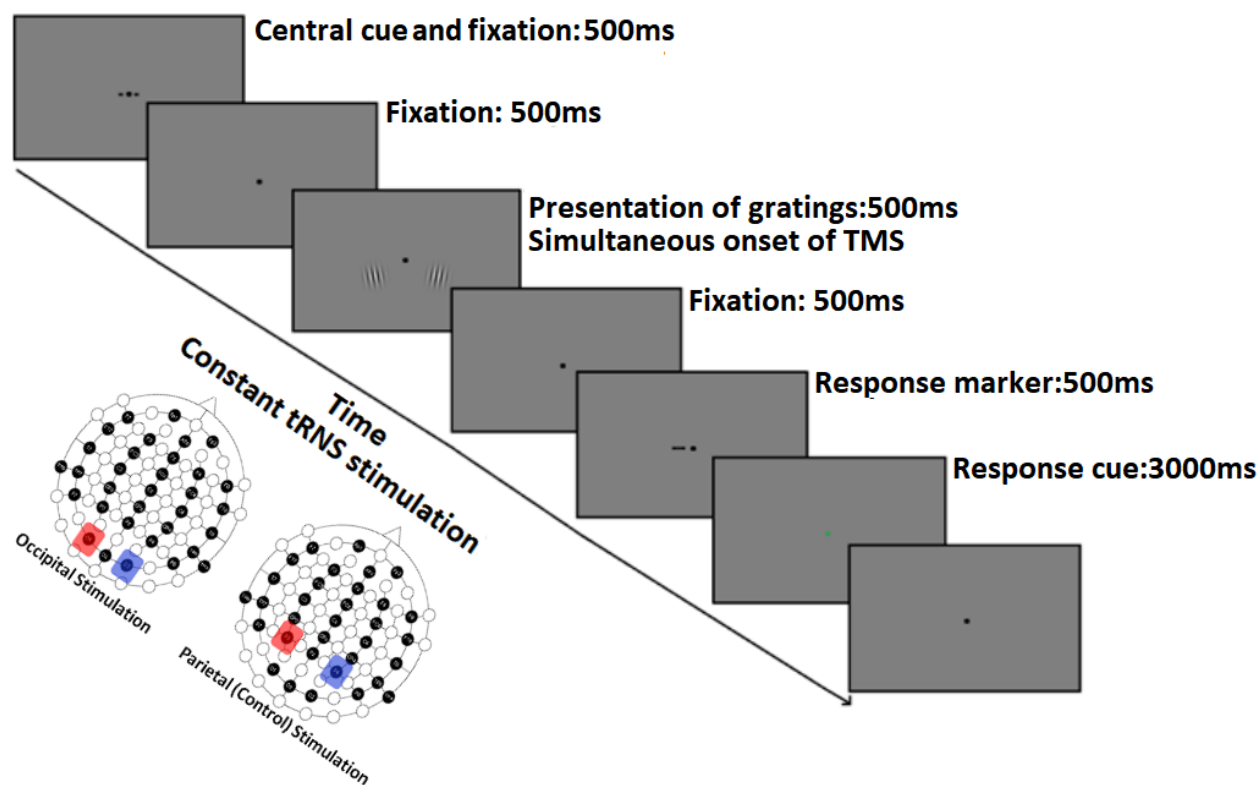 Central cue and fixation:500ms
Fixation: 500ms
Presentation of gratings:500ms
Simultaneous onset of TMS
Fixation: 500ms
Response marker:500ms
Response cue:3000ms
Time
Constant tRNS stimulation
Occipital Stimulation
Parietal (Control) Stimulation